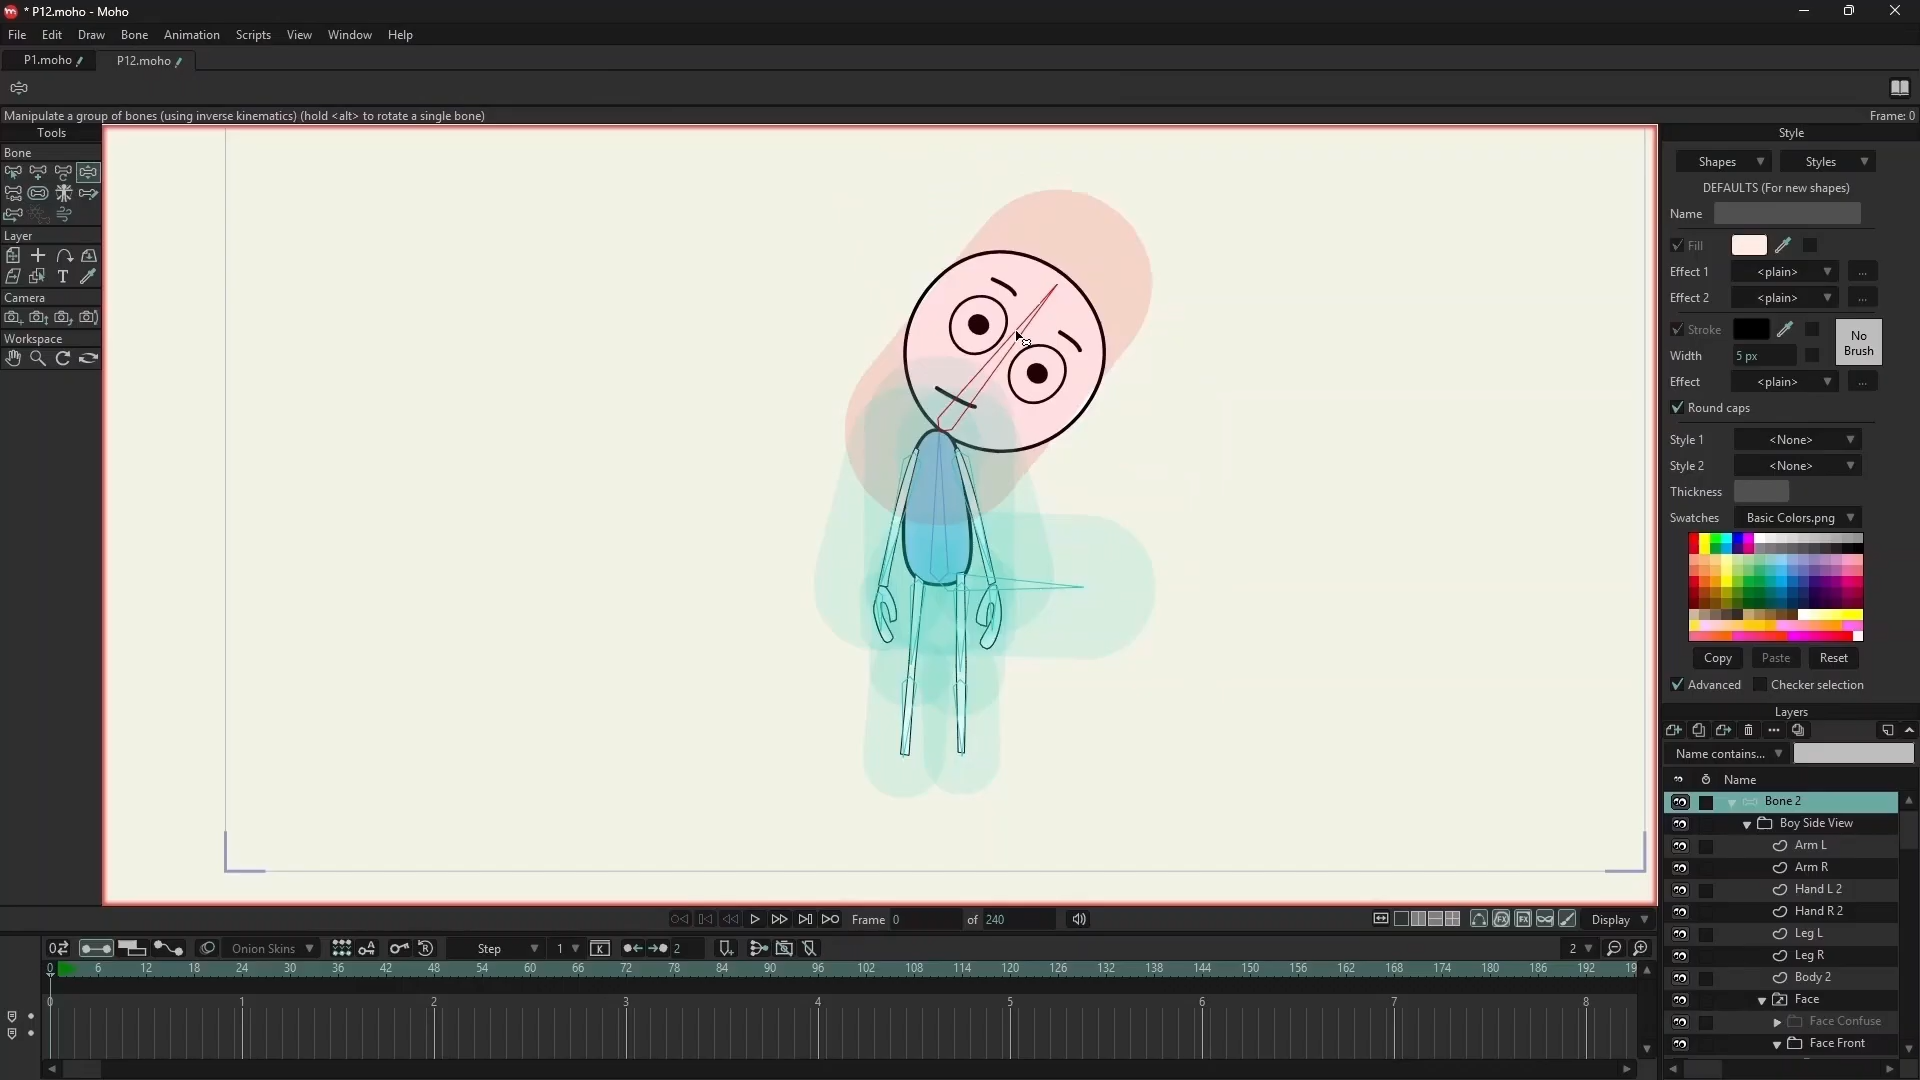 * P12.moho - Moho
File Edit Draw Bone Animation Scripts View Window Help
P1.moho P12.moho
Manipulate a group of bones (using inverse kinematics) (hold <alt> to rotate a single bone) Frame: 0
Tools
Bone
Layer
T
Camera
Workspace
Style
Shapes Styles
DEFAULTS (For new shapes)
Name
Fill
Effect 1 <plain> ...
Effect 2 <plain> ...
Stroke
No Brush
Width 5 px
Effect <plain> ...
Round caps
Style 1 <None>
Style 2 <None>
Thickness
Swatches Basic Colors.png
Copy Paste Reset
Advanced Checker selection
Layers
Name contains...
Name
Bone 2
Boy Side View
Arm L
Arm R
Hand L 2
Hand R 2
Leg L
Leg R
Body 2
Face
Face Confuse
Face Front
Frame 0 of 240 Display
Onion Skins Step 1 K 2 2
0 6 12 18 24 30 36 42 48 54 60 66 72 78 84 90 96 102 108 114 120 126 132 138 144 150 156 162 168 174 180 186 192 19
0 1 2 3 4 5 6 7 8